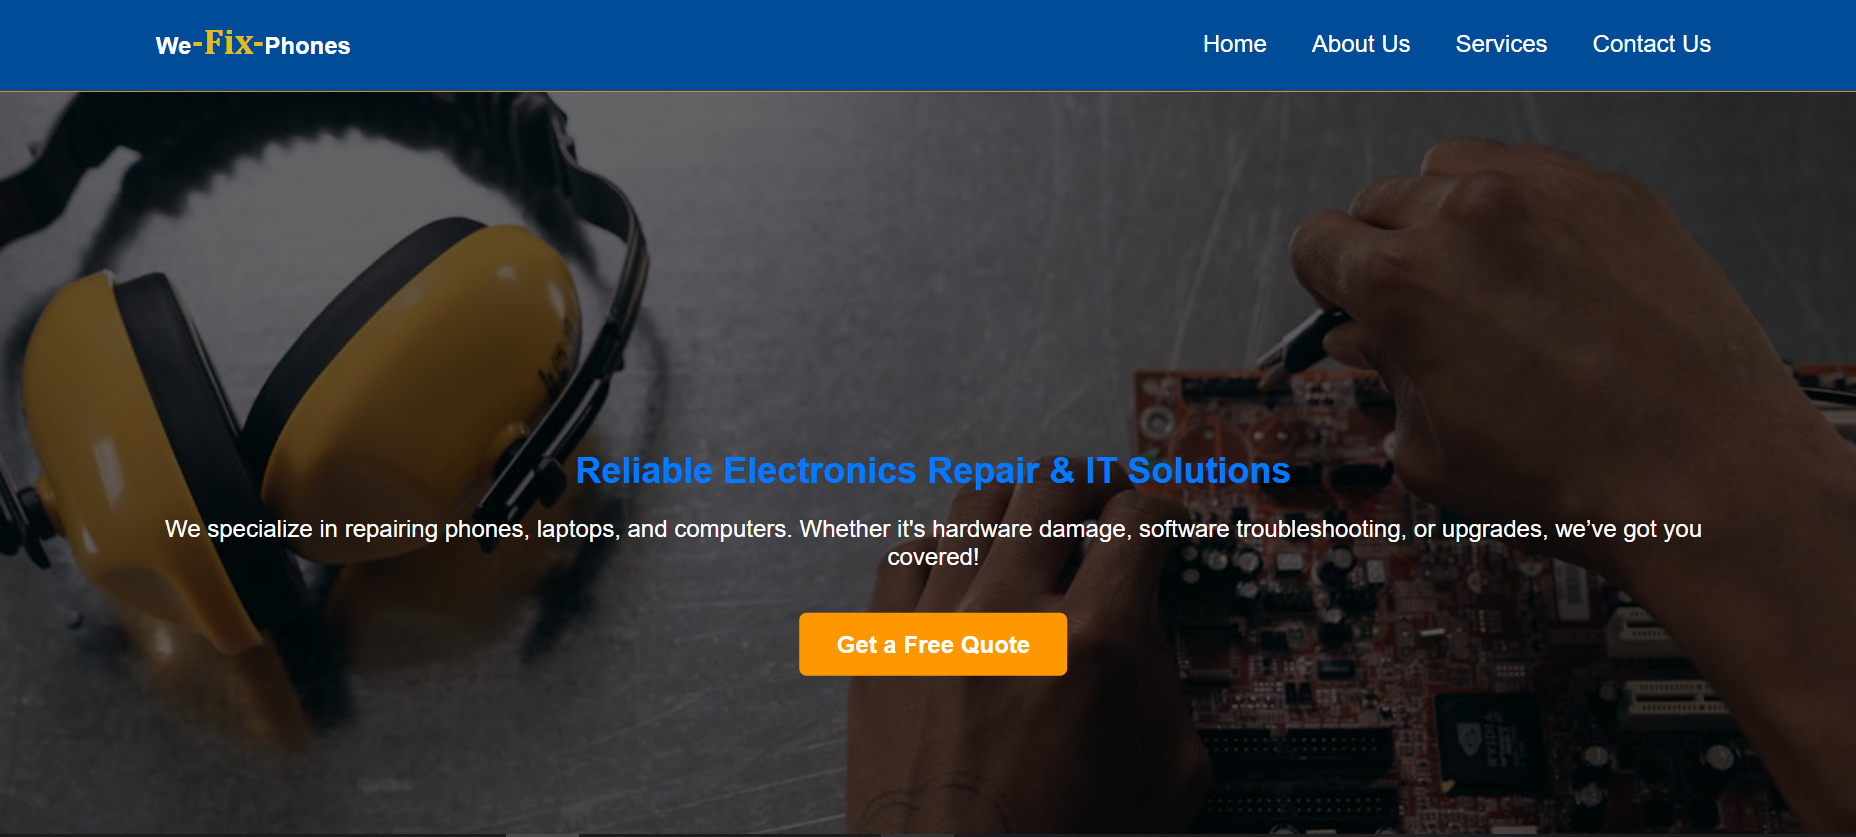 We-Fix-Phones
Home About Us Services Contact Us
Reliable Electronics Repair & IT Solutions
We specialize in repairing phones, laptops, and computers. Whether it's hardware damage, software troubleshooting, or upgrades, we’ve got you
covered!
Get a Free Quote